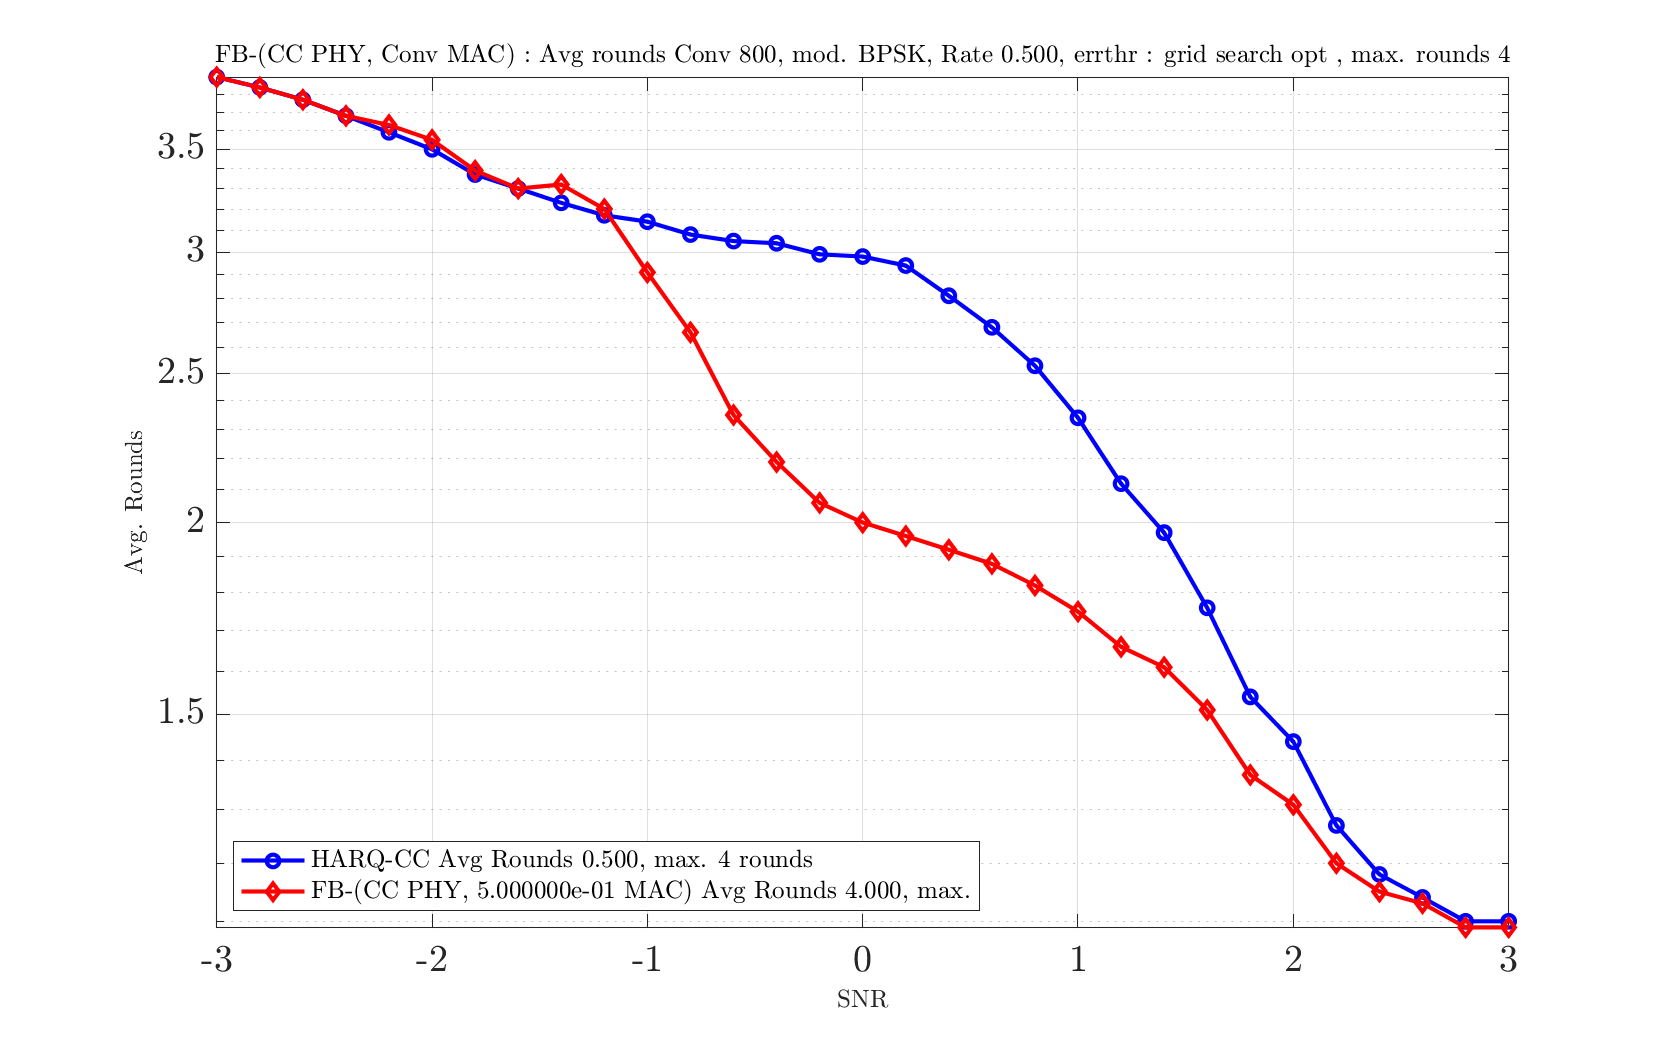 FB-(CC PHY, Conv MAC) : Avg rounds Conv 800, mod. BPSK, Rate 0.500, errthr : grid search opt , max. rounds 4
3.5
3
2.5
2
1.5
Avg. Rounds
HARQ-CC Avg Rounds 0.500, max. 4 rounds
FB-(CC PHY, 5.000000e-01 MAC) Avg Rounds 4.000, max.
-3 -2 -1 0 1 2 3
SNR